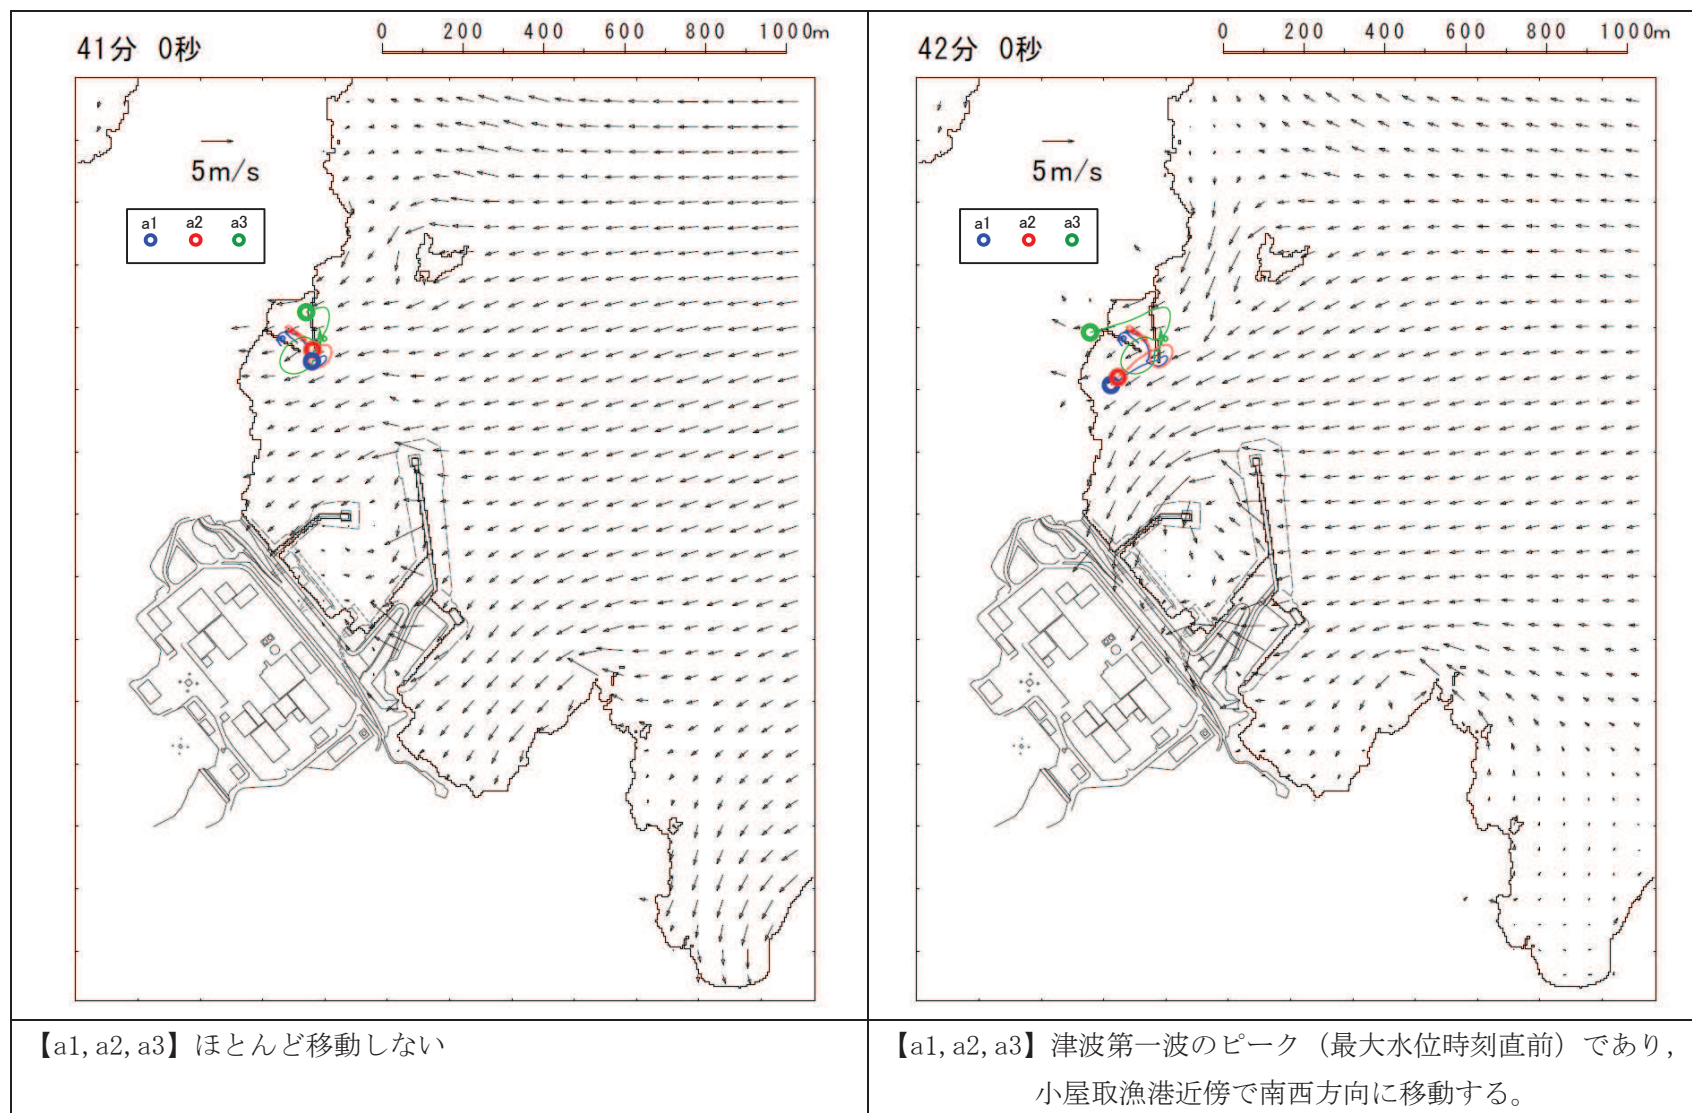 41分 0秒
0 200 400 600 800 1000m
5m/s
a1 a2 a3
【a1,a2,a3】ほとんど移動しない
42分 0秒
0 200 400 600 800 1000m
5m/s
a1 a2 a3
【a1,a2,a3】津波第一波のピーク（最大水位時刻直前）であり，
小屋取漁港近傍で南西方向に移動する。